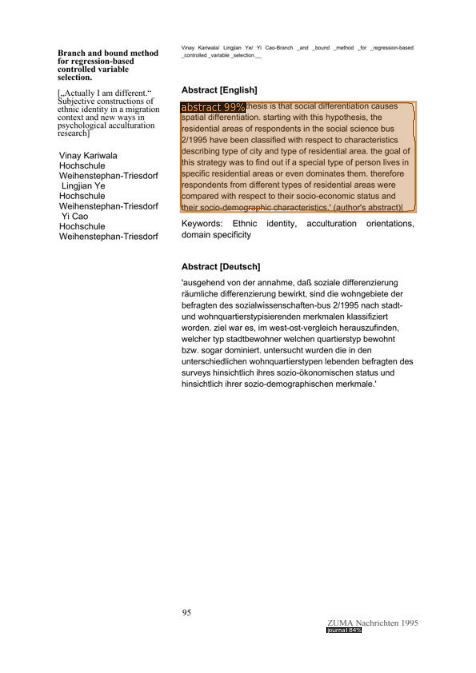 Vinay Kariwala/ Lingjian Ye/ Yi Cao-Branch _and _bound _method _for _regression-based
_controlled _variable _selection.__
Branch and bound method
for regression-based
controlled variable
selection.
[„Actually I am different.“
Subjective constructions of
ethnic identity in a migration
context and new ways in
psychological acculturation
research]
Vinay Kariwala
Hochschule
Weihenstephan-Triesdorf
Lingjian Ye
Hochschule
Weihenstephan-Triesdorf
Yi Cao
Hochschule
Weihenstephan-Triesdorf
Abstract [English]
abstract 99%
thesis is that social differentiation causes
spatial differentiation. starting with this hypothesis, the
residential areas of respondents in the social science bus
2/1995 have been classified with respect to characteristics
describing type of city and type of residential area. the goal of
this strategy was to find out if a special type of person lives in
specific residential areas or even dominates them. therefore
respondents from different types of residential areas were
compared with respect to their socio-economic status and
their socio-demographic characteristics.' (author's abstract)|
Keywords: Ethnic identity, acculturation orientations,
domain specificity
Abstract [Deutsch]
'ausgehend von der annahme, daß soziale differenzierung
räumliche differenzierung bewirkt, sind die wohngebiete der
befragten des sozialwissenschaften-bus 2/1995 nach stadt-
und wohnquartierstypisierenden merkmalen klassifiziert
worden. ziel war es, im west-ost-vergleich herauszufinden,
welcher typ stadtbewohner welchen quartierstyp bewohnt
bzw. sogar dominiert. untersucht wurden die in den
unterschiedlichen wohnquartierstypen lebenden befragten des
surveys hinsichtlich ihres sozio-ökonomischen status und
hinsichtlich ihrer sozio-demographischen merkmale.'
95
ZUMA Nachrichten 1995
journal 84%